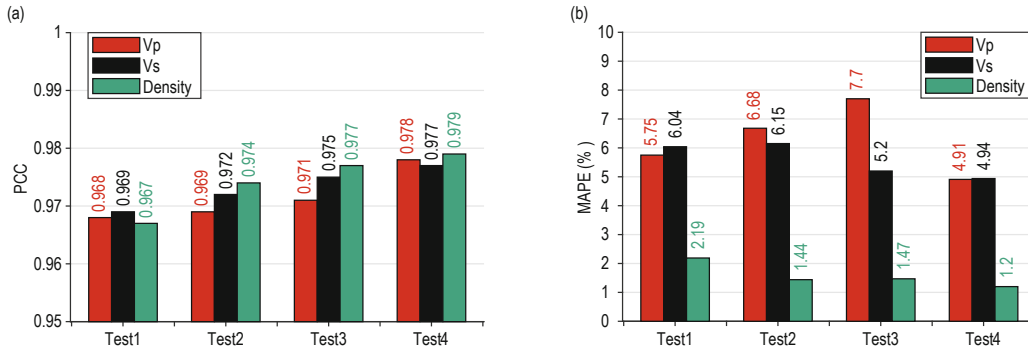 (a)
PCC
1
0.99
0.98
0.97
0.96
0.95
Vp
Vs
Density
0.968
0.969
0.967
0.969
0.972
0.974
0.971
0.975
0.977
0.978
0.977
0.979
Test1
Test2
Test3
Test4
(b)
MAPE (%)
10
9
8
7
6
5
4
3
2
1
0
Vp
Vs
Density
5.75
6.04
2.19
6.68
6.15
1.44
7.7
5.2
1.47
4.91
4.94
1.2
Test1
Test2
Test3
Test4